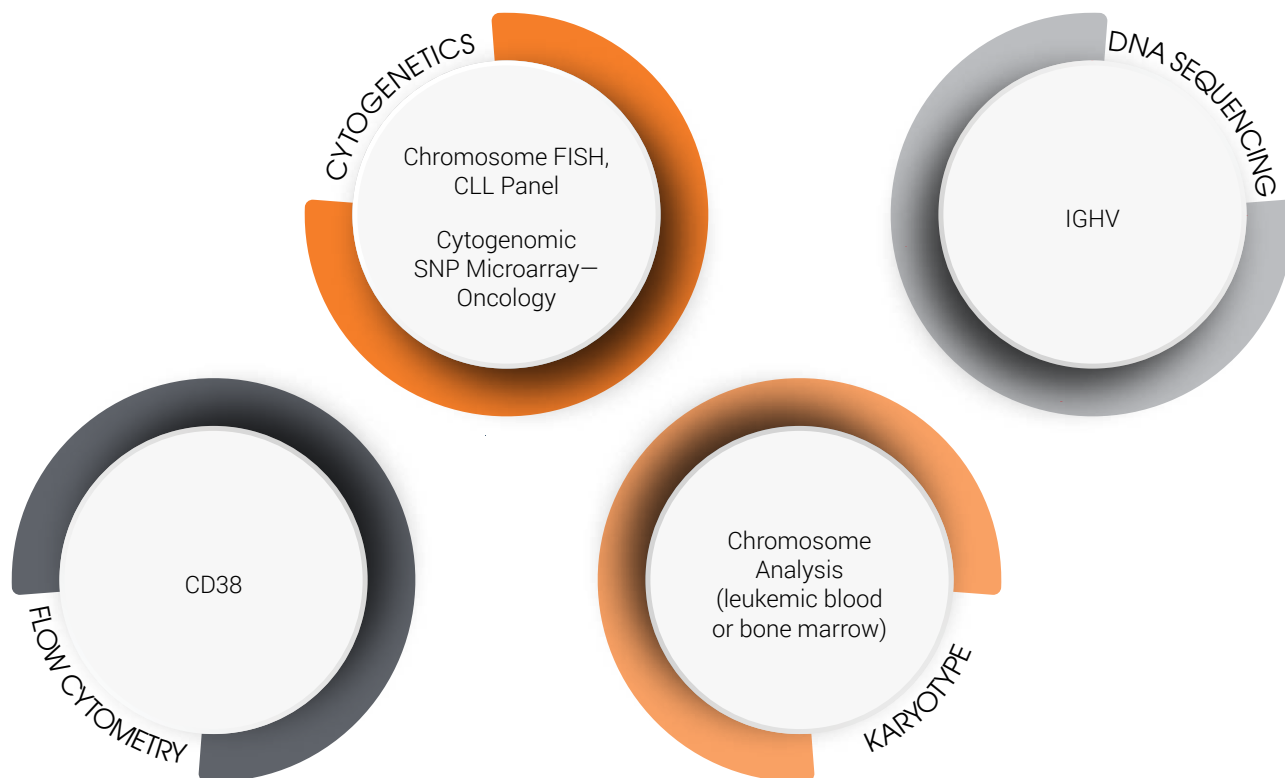 CYTOGENETICS
Chromosome FISH,
CLL Panel
Cytogenomic
SNP Microarray—
Oncology
DNA SEQUENCING
IGHV
CD38
FLOW CYTOMETRY
Chromosome
Analysis
(leukemic blood
or bone marrow)
KARYOTYPE